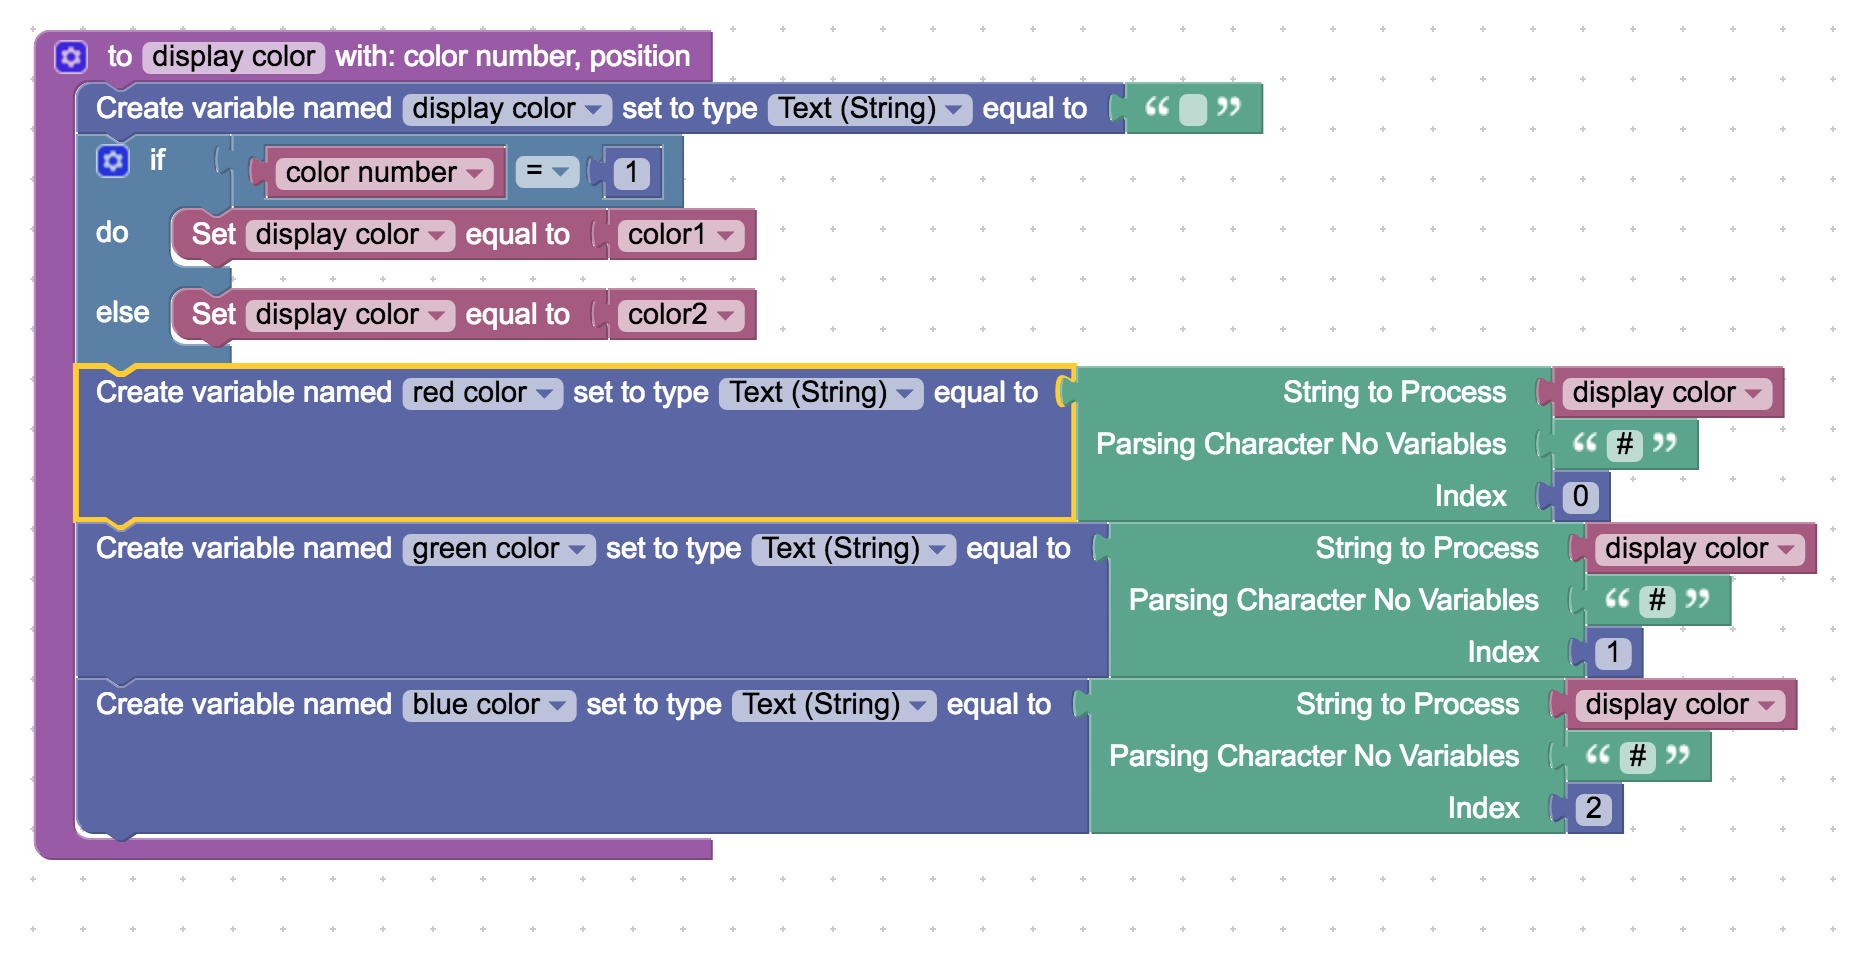 to display color with: color number, position
Create variable named display color set to type Text (String) equal to “ ”
if color number = 1
do Set display color equal to color1
else Set display color equal to color2
Create variable named red color set to type Text (String) equal to String to Process display color
Parsing Character No Variables “ # ”
Index 0
Create variable named green color set to type Text (String) equal to String to Process display color
Parsing Character No Variables “ # ”
Index 1
Create variable named blue color set to type Text (String) equal to String to Process display color
Parsing Character No Variables “ # ”
Index 2